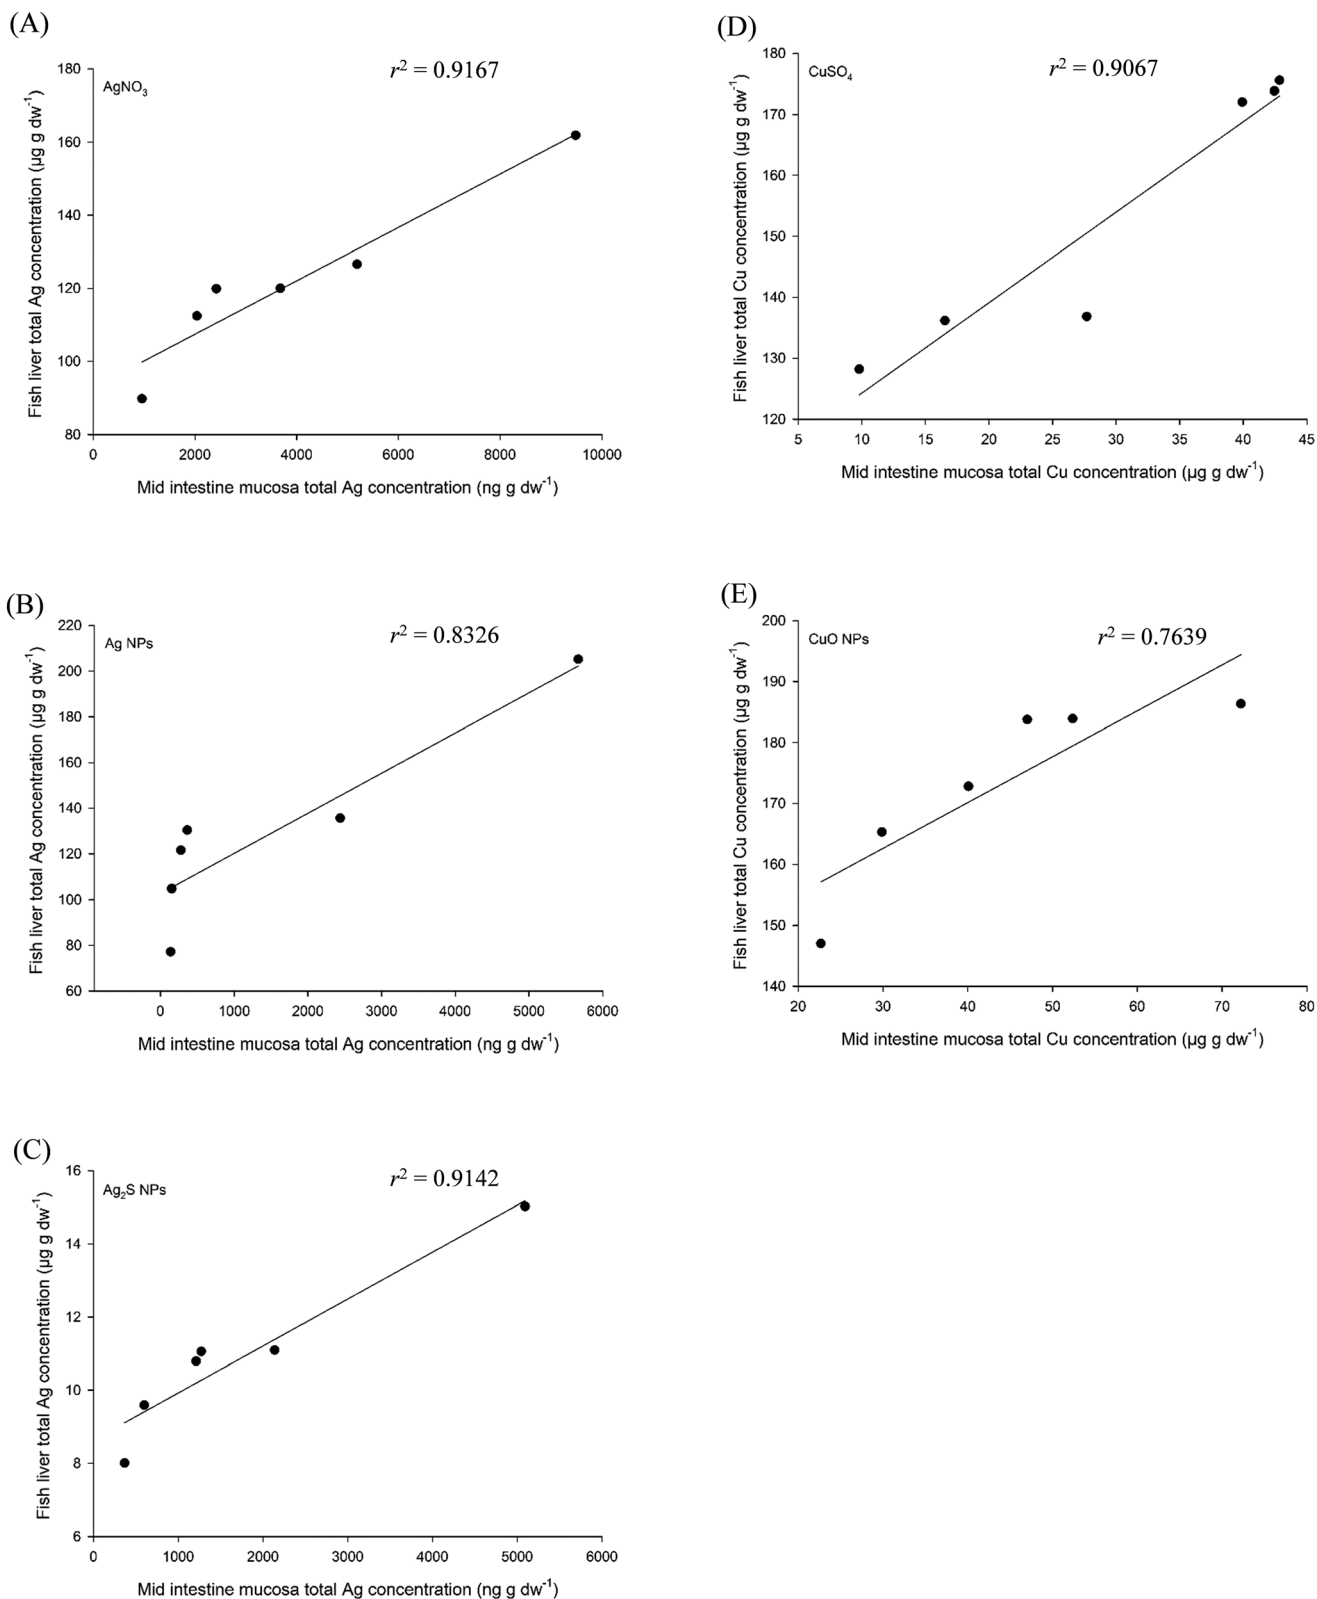 (A)
AgNO₃
r² = 0.9167
Fish liver total Ag concentration (µg g dw⁻¹)
180
160
140
120
100
80
0 2000 4000 6000 8000 10000
Mid intestine mucosa total Ag concentration (ng g dw⁻¹)
(D)
CuSO₄
r² = 0.9067
Fish liver total Cu concentration (µg g dw⁻¹)
180
170
160
150
140
130
120
5 10 15 20 25 30 35 40 45
Mid intestine mucosa total Cu concentration (µg g dw⁻¹)
(B)
Ag NPs
r² = 0.8326
Fish liver total Ag concentration (µg g dw⁻¹)
220
200
180
160
140
120
100
80
60
0 1000 2000 3000 4000 5000 6000
Mid intestine mucosa total Ag concentration (ng g dw⁻¹)
(E)
CuO NPs
r² = 0.7639
Fish liver total Cu concentration (µg g dw⁻¹)
200
190
180
170
160
150
140
20 30 40 50 60 70 80
Mid intestine mucosa total Cu concentration (µg g dw⁻¹)
(C)
Ag₂S NPs
r² = 0.9142
Fish liver total Ag concentration (µg g dw⁻¹)
16
14
12
10
8
6
0 1000 2000 3000 4000 5000 6000
Mid intestine mucosa total Ag concentration (ng g dw⁻¹)